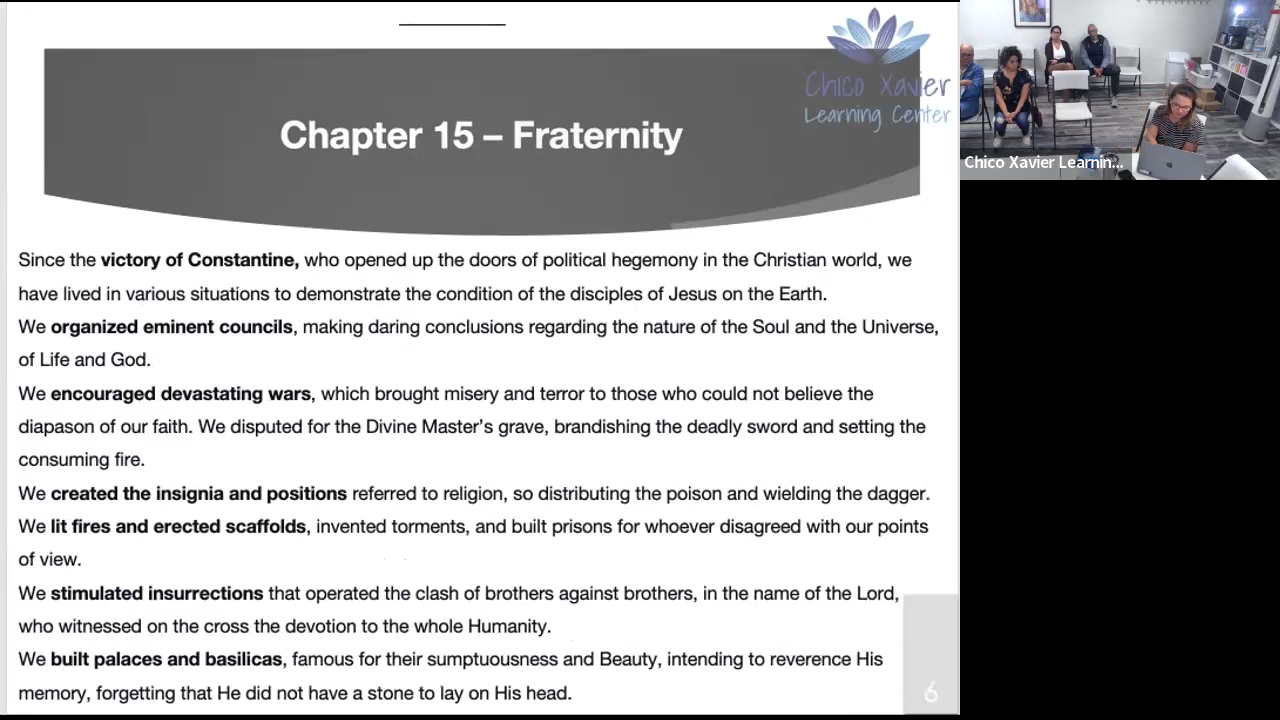 Chico Xavier
Learning Center
Chapter 15 – Fraternity
Since the victory of Constantine, who opened up the doors of political hegemony in the Christian world, we
have lived in various situations to demonstrate the condition of the disciples of Jesus on the Earth.
We organized eminent councils, making daring conclusions regarding the nature of the Soul and the Universe,
of Life and God.
We encouraged devastating wars, which brought misery and terror to those who could not believe the
diapason of our faith. We disputed for the Divine Master's grave, brandishing the deadly sword and setting the
consuming fire.
We created the insignia and positions referred to religion, so distributing the poison and wielding the dagger.
We lit fires and erected scaffolds, invented torments, and built prisons for whoever disagreed with our points
of view.
We stimulated insurrections that operated the clash of brothers against brothers, in the name of the Lord,
who witnessed on the cross the devotion to the whole Humanity.
We built palaces and basilicas, famous for their sumptuousness and Beauty, intending to reverence His
memory, forgetting that He did not have a stone to lay on His head.
6
Chico Xavier Learnin...